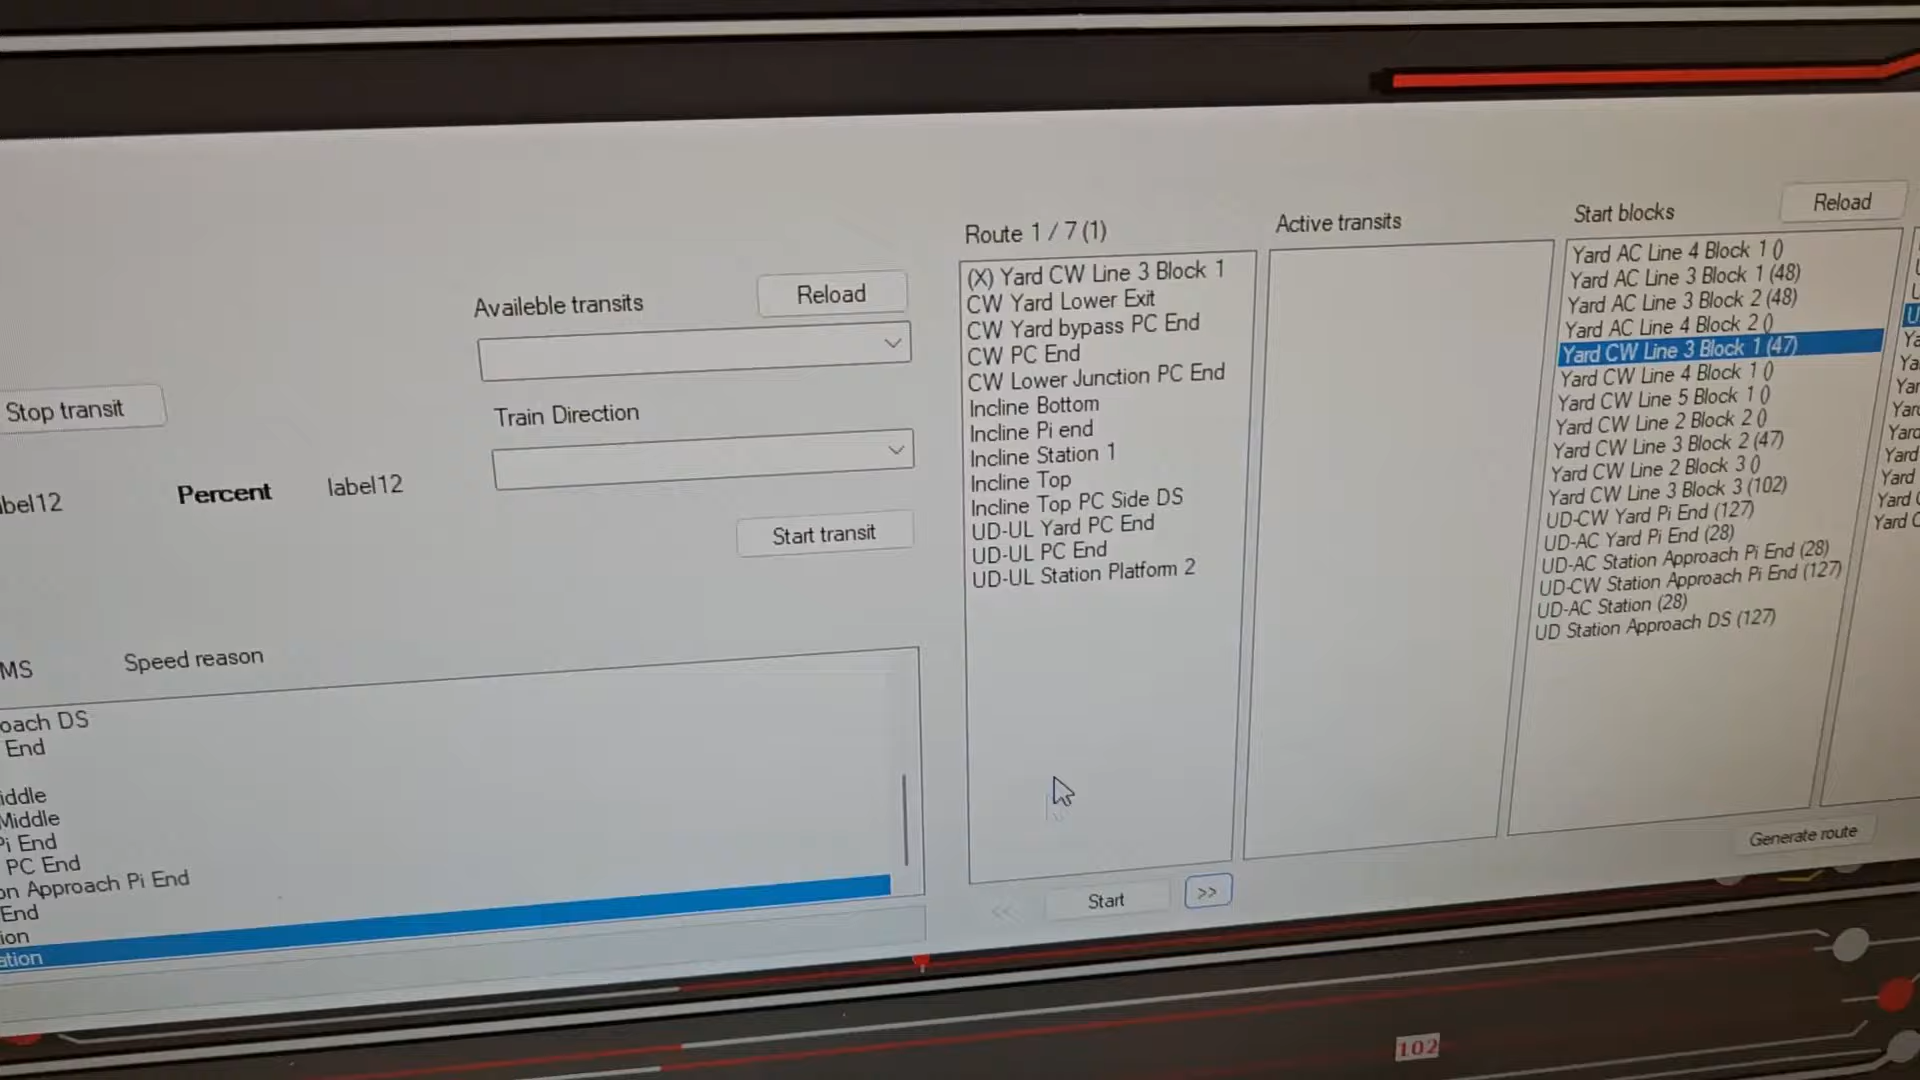 Stop transit
label12
Percent
label12
MS
Speed reason
oach DS
End
iddle
Middle
Pi End
PC End
on Approach Pi End
End
ion
ation
Availeble transits
Reload
Train Direction
Start transit
Route 1 / 7 (1)
(X) Yard CW Line 3 Block 1
CW Yard Lower Exit
CW Yard bypass PC End
CW PC End
CW Lower Junction PC End
Incline Bottom
Incline Pi end
Incline Station 1
Incline Top
Incline Top PC Side DS
UD-UL Yard PC End
UD-UL PC End
UD-UL Station Platform 2
<<
Start
>>
Active transits
Start blocks
Reload
Yard AC Line 4 Block 1 ()
Yard AC Line 3 Block 1 (48)
Yard AC Line 3 Block 2 (48)
Yard AC Line 4 Block 2 ()
Yard CW Line 3 Block 1 (47)
Yard CW Line 4 Block 1 ()
Yard CW Line 5 Block 1 ()
Yard CW Line 2 Block 2 ()
Yard CW Line 3 Block 2 (47)
Yard CW Line 2 Block 3 ()
Yard CW Line 3 Block 3 (102)
UD-CW Yard Pi End (127)
UD-AC Yard Pi End (28)
UD-AC Station Approach Pi End (28)
UD-CW Station Approach Pi End (127)
UD-AC Station (28)
UD Station Approach DS (127)
Generate route
102